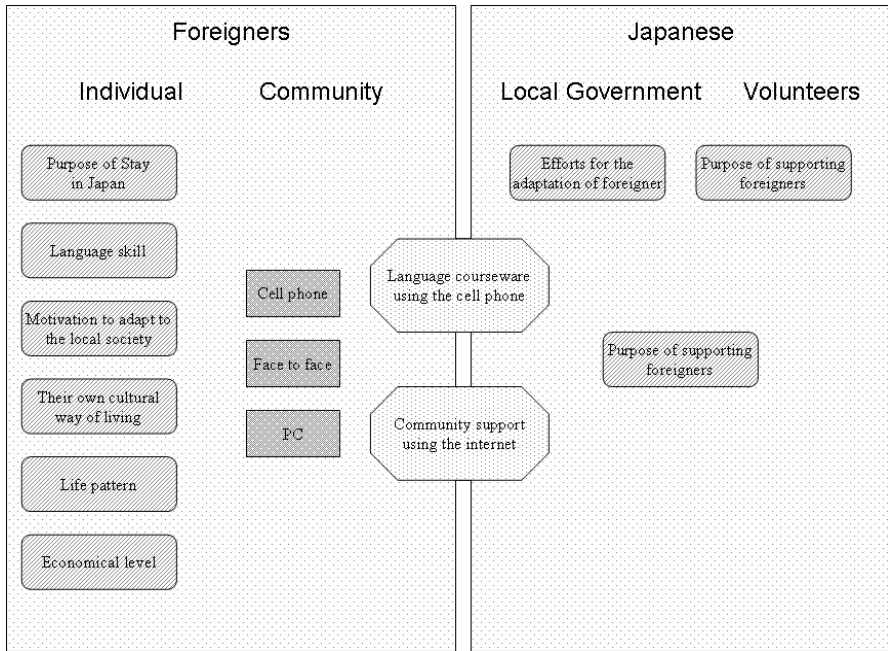 Foreigners
Individual
Community
Purpose of Stay
in Japan
Language skill
Motivation to adapt to
the local society
Their own cultural
way of living
Life pattern
Economical level
Cell phone
Face to face
PC
Language courseware
using the cell phone
Community support
using the internet
Japanese
Local Government
Volunteers
Efforts for the
adaptation of foreigner
Purpose of supporting
foreigners
Purpose of supporting
foreigners